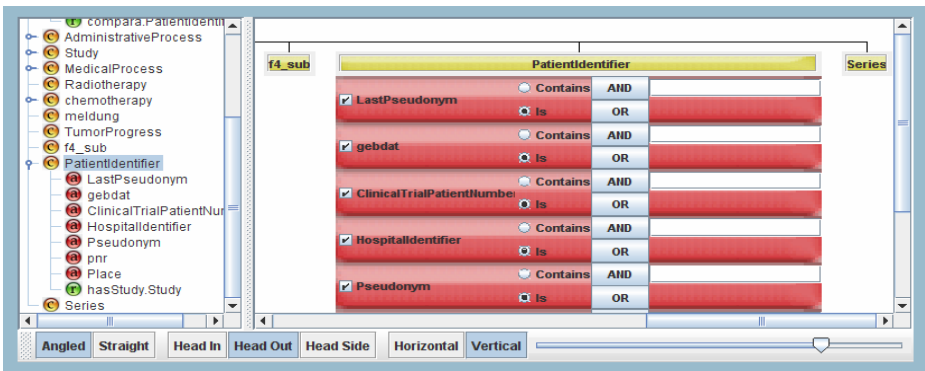 compara.PatientIdentifi
AdministrativeProcess
Study
MedicalProcess
Radiotherapy
chemotherapy
meldung
TumorProgress
f4_sub
PatientIdentifier
LastPseudonym
gebdat
ClinicalTrialPatientNur
HospitalIdentifier
Pseudonym
pnr
Place
hasStudy.Study
Series
f4_sub
PatientIdentifier
Series
LastPseudonym
Contains AND
Is OR
gebdat
Contains AND
Is OR
ClinicalTrialPatientNumber
Contains AND
Is OR
HospitalIdentifier
Contains AND
Is OR
Pseudonym
Contains AND
Is OR
Angled Straight Head In Head Out Head Side Horizontal Vertical